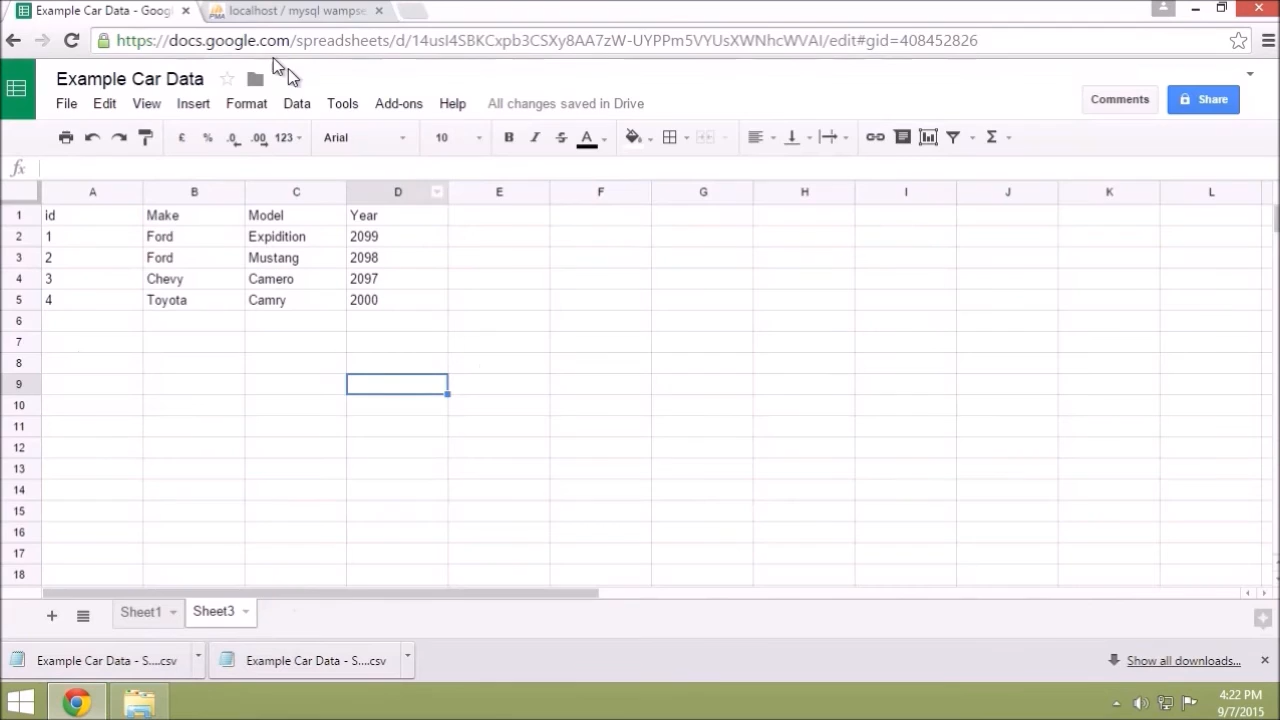 Example Car Data - Goog
localhost / mysql wampse
https://docs.google.com/spreadsheets/d/14usI4SBKCxpb3CSXy8AA7zW-UYPPm5VYUsXWNhcWVAI/edit#gid=408452826
Example Car Data
File Edit View Insert Format Data Tools Add-ons Help All changes saved in Drive
Comments Share
£ % .0 .00 123 Arial 10 B I S A Σ
fx
A B C D E F G H I J K L
1 id Make Model Year
2 1 Ford Expidition 2099
3 2 Ford Mustang 2098
4 3 Chevy Camero 2097
5 4 Toyota Camry 2000
6
7
8
9
10
11
12
13
14
15
16
17
18
+ Sheet1 Sheet3
Example Car Data - S....csv Example Car Data - S....csv Show all downloads...
4:22 PM
9/7/2015